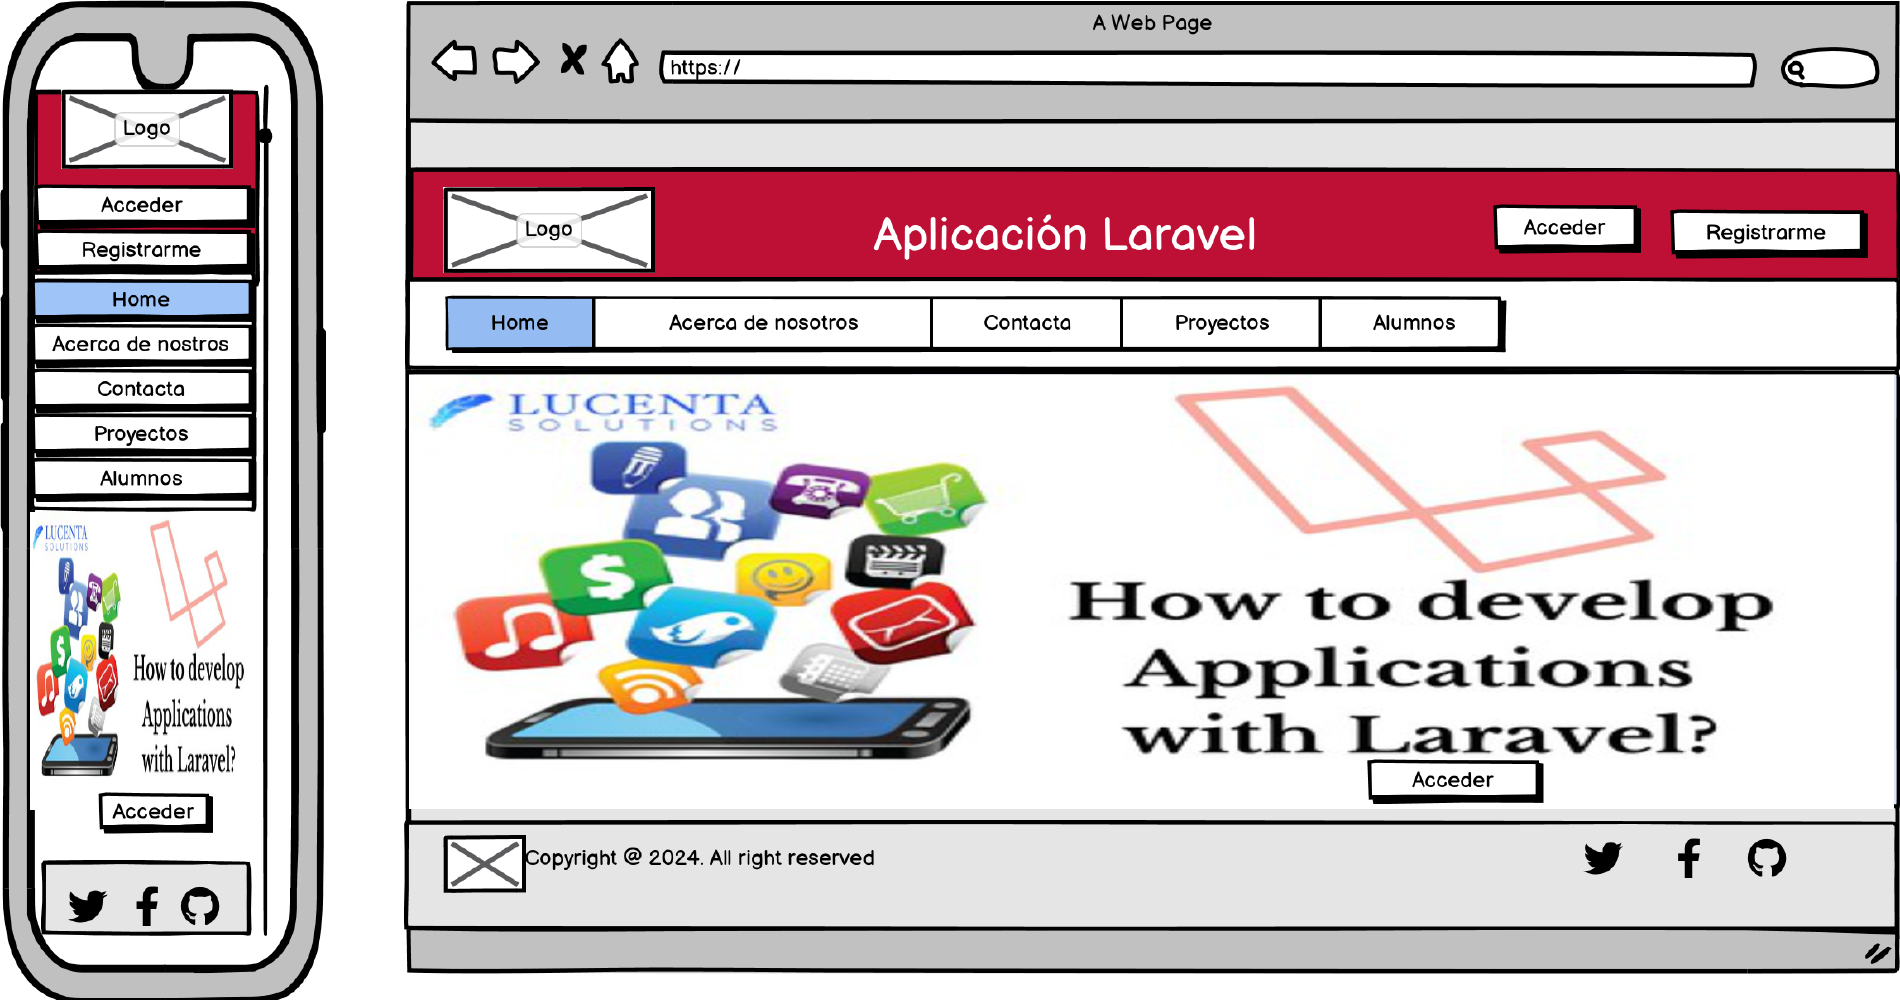 Logo
Acceder
Registrarme
Home
Acerca de nostros
Contacta
Proyectos
Alumnos
LUCENTA
SOLUTIONS
How to develop
Applications
with Laravel?
Acceder
A Web Page
https://
Logo
Aplicación Laravel
Acceder
Registrarme
Home
Acerca de nosotros
Contacta
Proyectos
Alumnos
LUCENTA
SOLUTIONS
How to develop
Applications
with Laravel?
Acceder
Copyright @ 2024. All right reserved